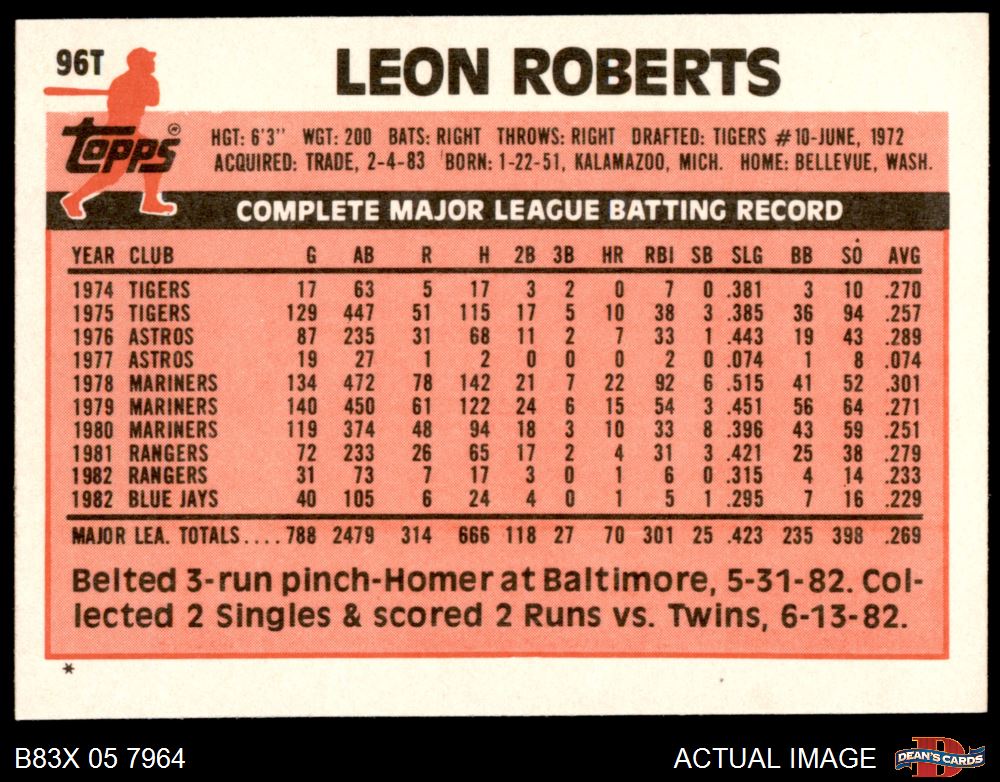 96T
LEON ROBERTS
Topps ®
HGT: 6'3" WGT: 200 BATS: RIGHT THROWS: RIGHT DRAFTED: TIGERS #10-JUNE, 1972
ACQUIRED: TRADE, 2-4-83 BORN: 1-22-51, KALAMAZOO, MICH. HOME: BELLEVUE, WASH.
COMPLETE MAJOR LEAGUE BATTING RECORD
YEAR CLUB G AB R H 2B 3B HR RBI SB SLG BB SO AVG
1974 TIGERS 17 63 5 17 3 2 0 7 0 .381 3 10 .270
1975 TIGERS 129 447 51 115 17 5 10 38 3 .385 36 94 .257
1976 ASTROS 87 235 31 68 11 2 7 33 1 .443 19 43 .289
1977 ASTROS 19 27 1 2 0 0 0 2 0 .074 1 8 .074
1978 MARINERS 134 472 78 142 21 7 22 92 6 .515 41 52 .301
1979 MARINERS 140 450 61 122 24 6 15 54 3 .451 56 64 .271
1980 MARINERS 119 374 48 94 18 3 10 33 8 .396 43 59 .251
1981 RANGERS 72 233 26 65 17 2 4 31 3 .421 25 38 .279
1982 RANGERS 31 73 7 17 3 0 1 6 0 .315 4 14 .233
1982 BLUE JAYS 40 105 6 24 4 0 1 5 1 .295 7 16 .229
MAJOR LEA. TOTALS....788 2479 314 666 118 27 70 301 25 .423 235 398 .269
Belted 3-run pinch-Homer at Baltimore, 5-31-82. Col-
lected 2 Singles & scored 2 Runs vs. Twins, 6-13-82.
*
B83X 05 7964
ACTUAL IMAGE
D
DEAN'S CARDS